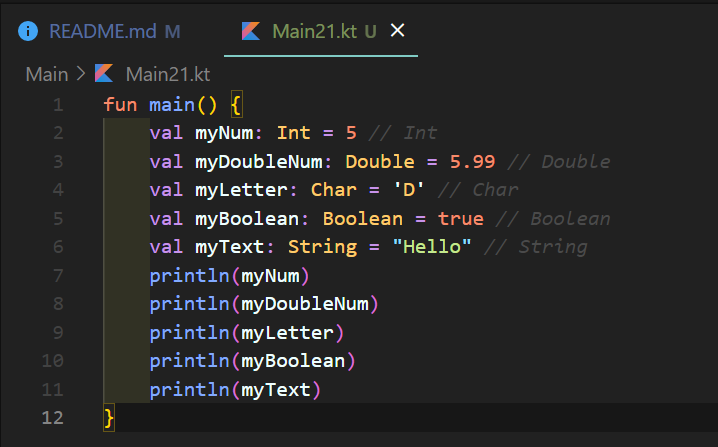 README.md M
Main21.kt U
Main > Main21.kt
1 fun main() {
2 val myNum: Int = 5 // Int
3 val myDoubleNum: Double = 5.99 // Double
4 val myLetter: Char = 'D' // Char
5 val myBoolean: Boolean = true // Boolean
6 val myText: String = "Hello" // String
7 println(myNum)
8 println(myDoubleNum)
9 println(myLetter)
10 println(myBoolean)
11 println(myText)
12 }